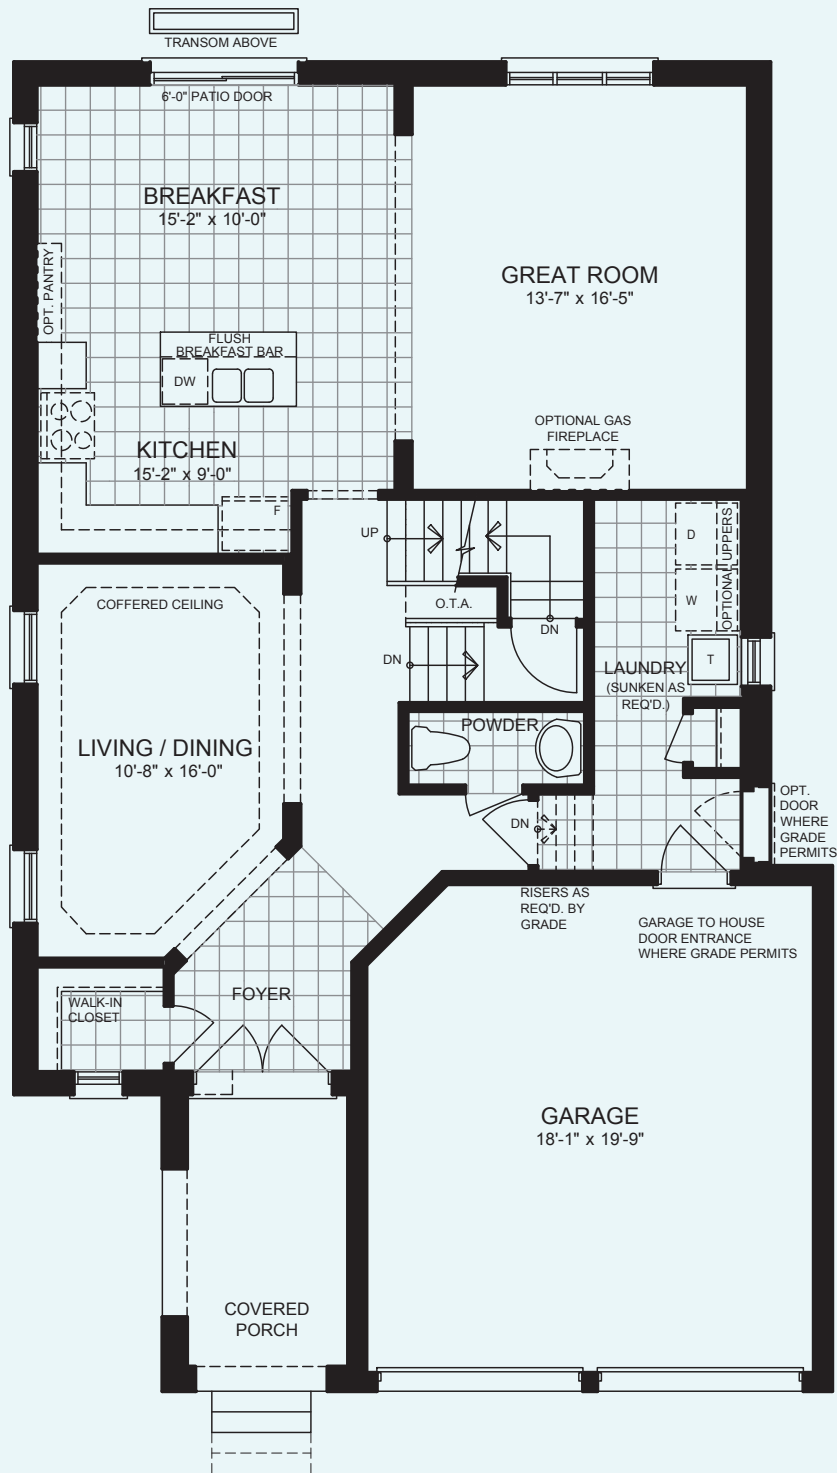 TRANSOM ABOVE
6'-0" PATIO DOOR
BREAKFAST
15'-2" x 10'-0"
OPT. PANTRY
GREAT ROOM
13'-7" x 16'-5"
FLUSH
BREAKFAST BAR
DW
OPTIONAL GAS
FIREPLACE
KITCHEN
15'-2" x 9'-0"
F
UP
D
OPTIONAL UPPERS
W
COFFERED CEILING
O.T.A.
DN
DN
T
LAUNDRY
(SUNKEN AS
REQ'D.)
POWDER
LIVING / DINING
10'-8" x 16'-0"
DN
OPT.
DOOR
WHERE
GRADE
PERMITS
RISERS AS
REQ'D. BY
GRADE
GARAGE TO HOUSE
DOOR ENTRANCE
WHERE GRADE PERMITS
FOYER
WALK-IN
CLOSET
GARAGE
18'-1" x 19'-9"
COVERED
PORCH